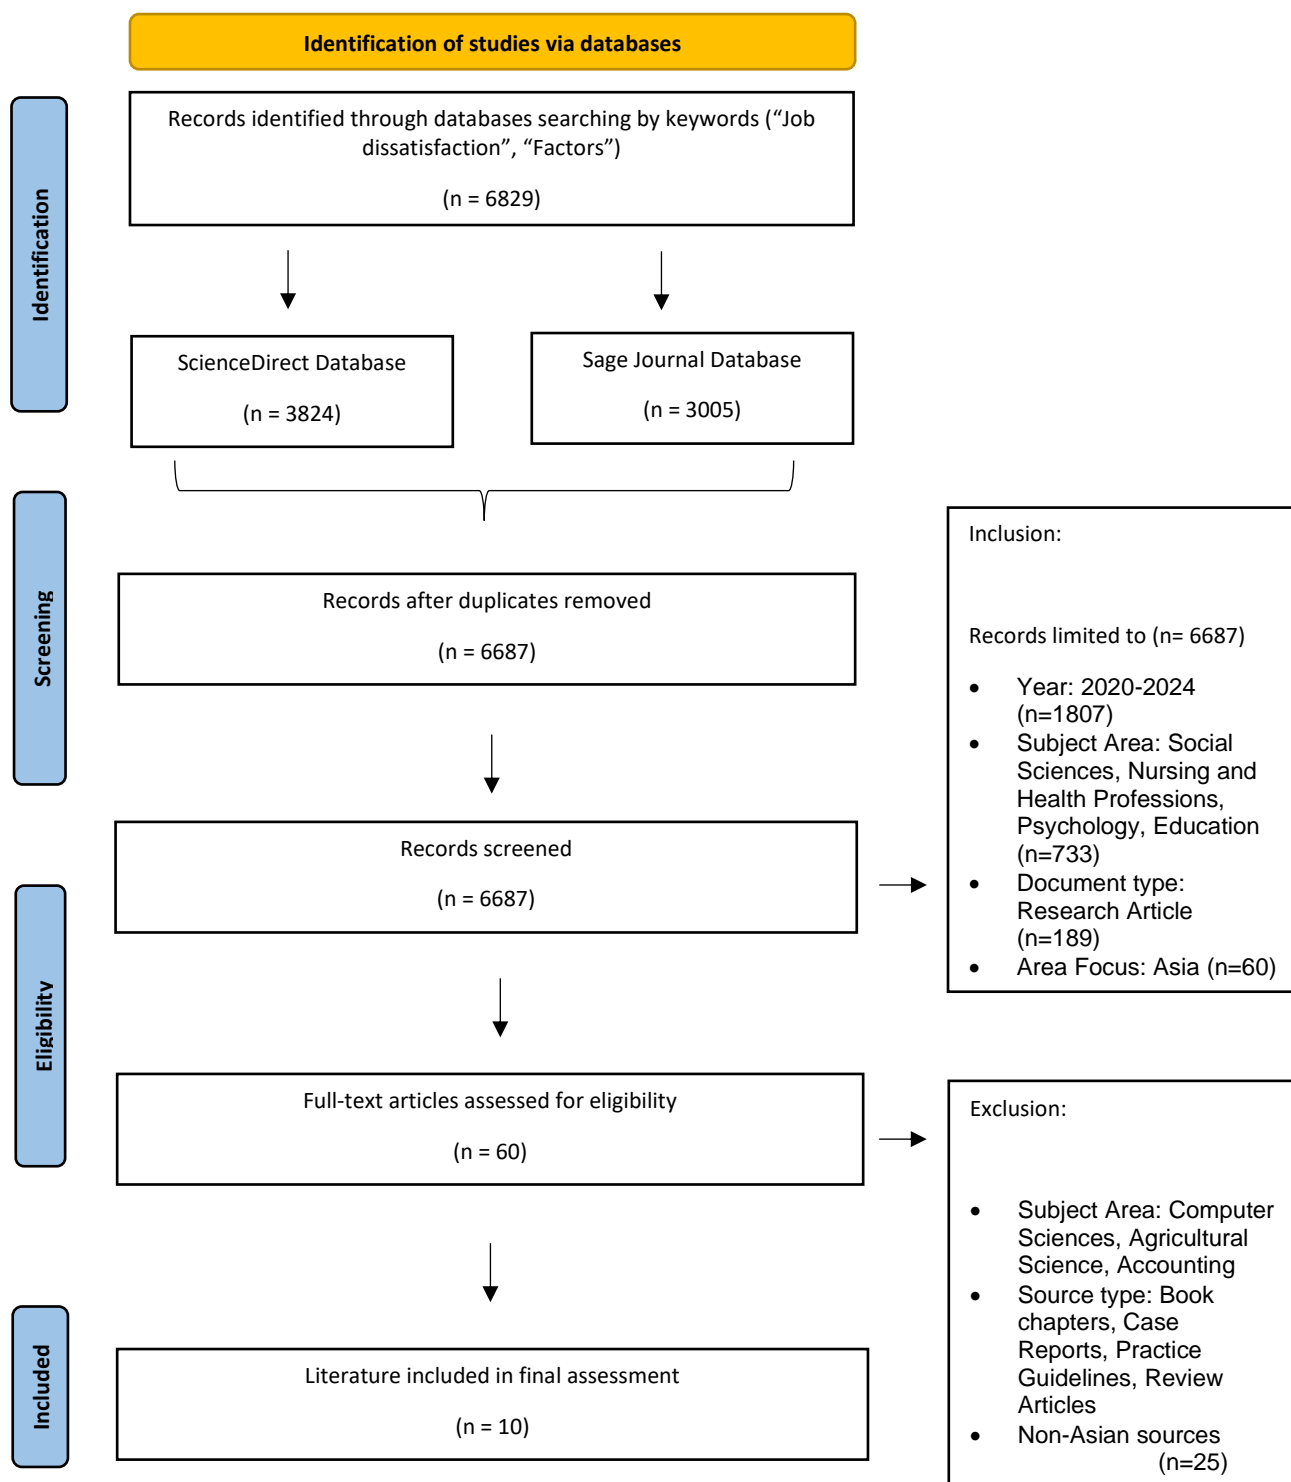 Identification of studies via databases
Identification
Records identified through databases searching by keywords (“Job
dissatisfaction”, “Factors”)
(n = 6829)
ScienceDirect Database
(n = 3824)
Sage Journal Database
(n = 3005)
Screening
Records after duplicates removed
(n = 6687)
Records screened
(n = 6687)
Inclusion:
Records limited to (n= 6687)
• Year: 2020-2024
(n=1807)
• Subject Area: Social
Sciences, Nursing and
Health Professions,
Psychology, Education
(n=733)
• Document type:
Research Article
(n=189)
• Area Focus: Asia (n=60)
Eligibility
Full-text articles assessed for eligibility
(n = 60)
Exclusion:
• Subject Area: Computer
Sciences, Agricultural
Science, Accounting
• Source type: Book
chapters, Case
Reports, Practice
Guidelines, Review
Articles
• Non-Asian sources
(n=25)
Included
Literature included in final assessment
(n = 10)